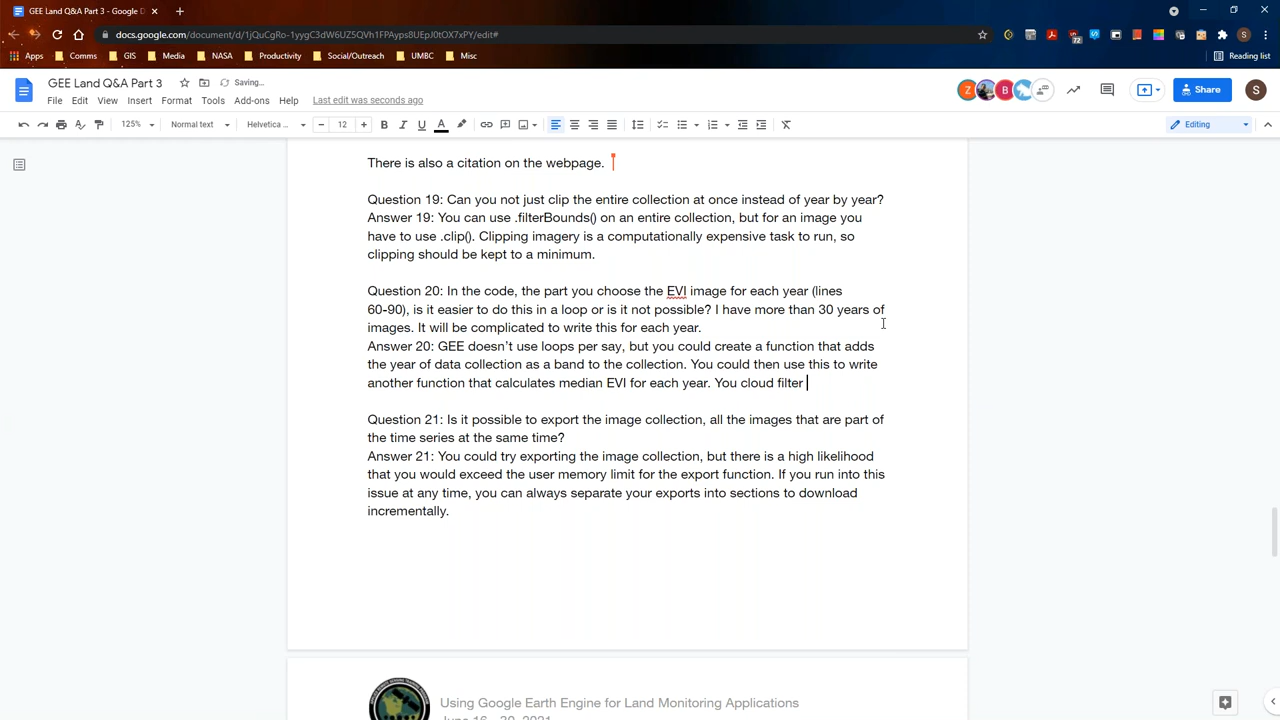 GEE Land Q&A Part 3 - Google D
docs.google.com/document/d/1jQuCgRo-1yygC3dW6UZ5QVh1FPAyps8UEpJ0tOX7xPY/edit#
Apps Comms GIS Media NASA Productivity Social/Outreach UMBC Misc Reading list
GEE Land Q&A Part 3 Saving...
File Edit View Insert Format Tools Add-ons Help Last edit was seconds ago
Z B Share S
125% Normal text Helvetica ... 12 B I U A Editing
There is also a citation on the webpage.
Question 19: Can you not just clip the entire collection at once instead of year by year?
Answer 19: You can use .filterBounds() on an entire collection, but for an image you
have to use .clip(). Clipping imagery is a computationally expensive task to run, so
clipping should be kept to a minimum.
Question 20: In the code, the part you choose the EVI image for each year (lines
60-90), is it easier to do this in a loop or is it not possible? I have more than 30 years of
images. It will be complicated to write this for each year.
Answer 20: GEE doesn't use loops per say, but you could create a function that adds
the year of data collection as a band to the collection. You could then use this to write
another function that calculates median EVI for each year. You cloud filter
Question 21: Is it possible to export the image collection, all the images that are part of
the time series at the same time?
Answer 21: You could try exporting the image collection, but there is a high likelihood
that you would exceed the user memory limit for the export function. If you run into this
issue at any time, you can always separate your exports into sections to download
incrementally.
Using Google Earth Engine for Land Monitoring Applications
June 16 - 30, 2021